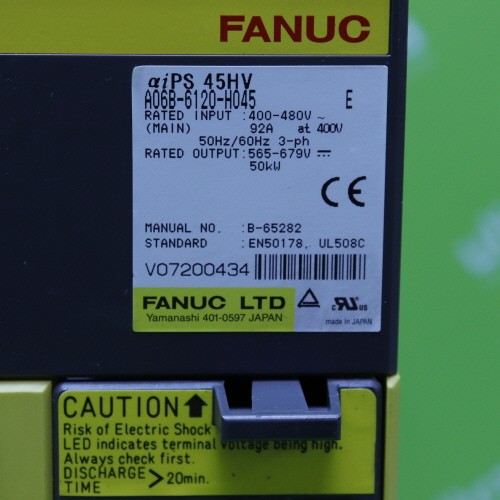 FANUC
αiPS 45HV
A06B-6120-H045 E
RATED INPUT :400-480V ~
(MAIN) 92A at 400V
50Hz/60Hz 3-ph
RATED OUTPUT:565-679V ⎓
50kW
CE
MANUAL NO. :B-65282
STANDARD :EN50178, UL508C
V07200434
FANUC LTD
Yamanashi 401-0597 JAPAN
c RU us
made in JAPAN
CAUTION
Risk of Electric Shock
LED indicates terminal voltage being high.
Always check first.
DISCHARGE
TIME >20min.